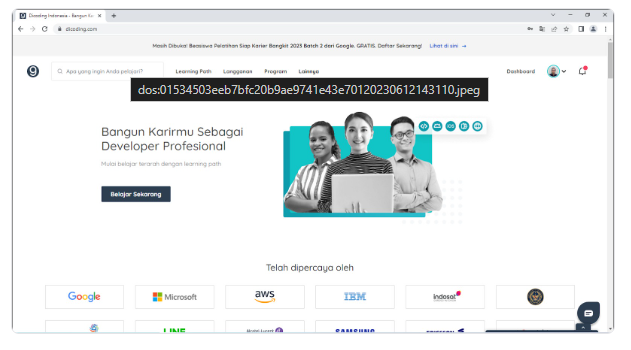 Dicoding Indonesia - Bangun Ka
dicoding.com
Masih Dibuka: Beasiswa Pelatihan Siap Karier Bangkit 2023 Batch 2 dari Google. GRATIS. Daftar Sekarang! Lihat di sini →
Apa yang ingin Anda pelajari? Learning Path Langganan Program Lainnya Dashboard
dos:01534503eeb7bfc20b9ae9741e43e70120230612143110.jpeg
Bangun Karirmu Sebagai
Developer Profesional
Mulai belajar terarah dengan learning path
Belajar Sekarang
Telah dipercaya oleh
Google Microsoft aws IBM indosat
LINE SAMSUNG